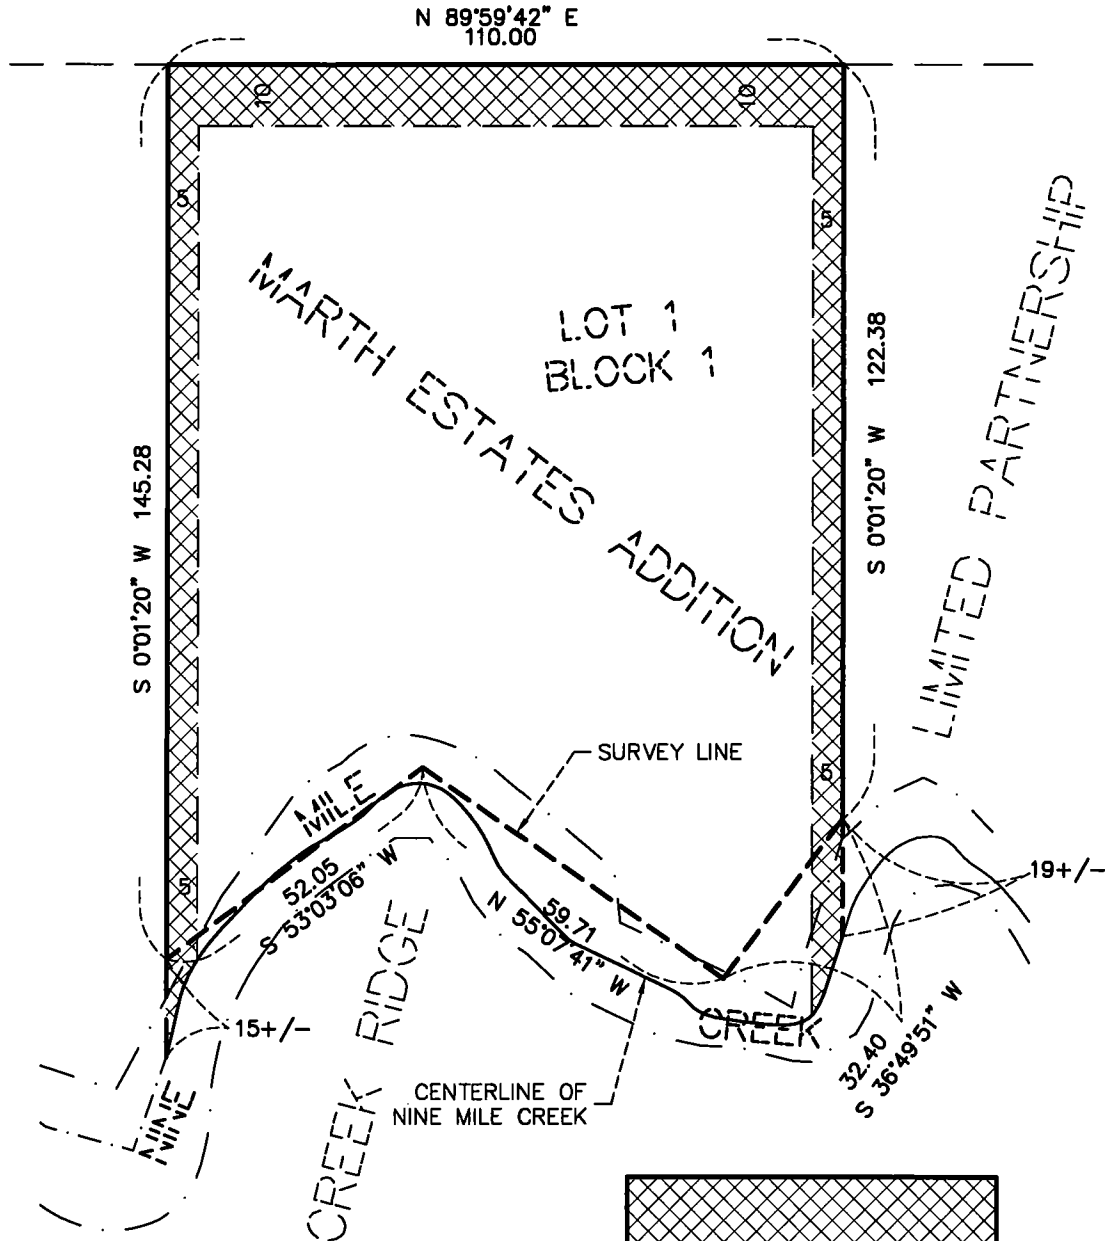 N 89°59'42" E
110.00
10
10
5
5
MARTH ESTATES ADDITION
LOT 1
BLOCK 1
S 0°01'20" W 145.28
S 0°01'20" W 122.38
LIMITED PARTNERSHIP
SURVEY LINE
5
5
NINE MILE CREEK
52.05
S 53°03'06" W
59.71
N 55°07'41" W
19+/-
15+/-
32.40
S 36°49'51" W
CREEK RIDGE
CENTERLINE OF
NINE MILE CREEK